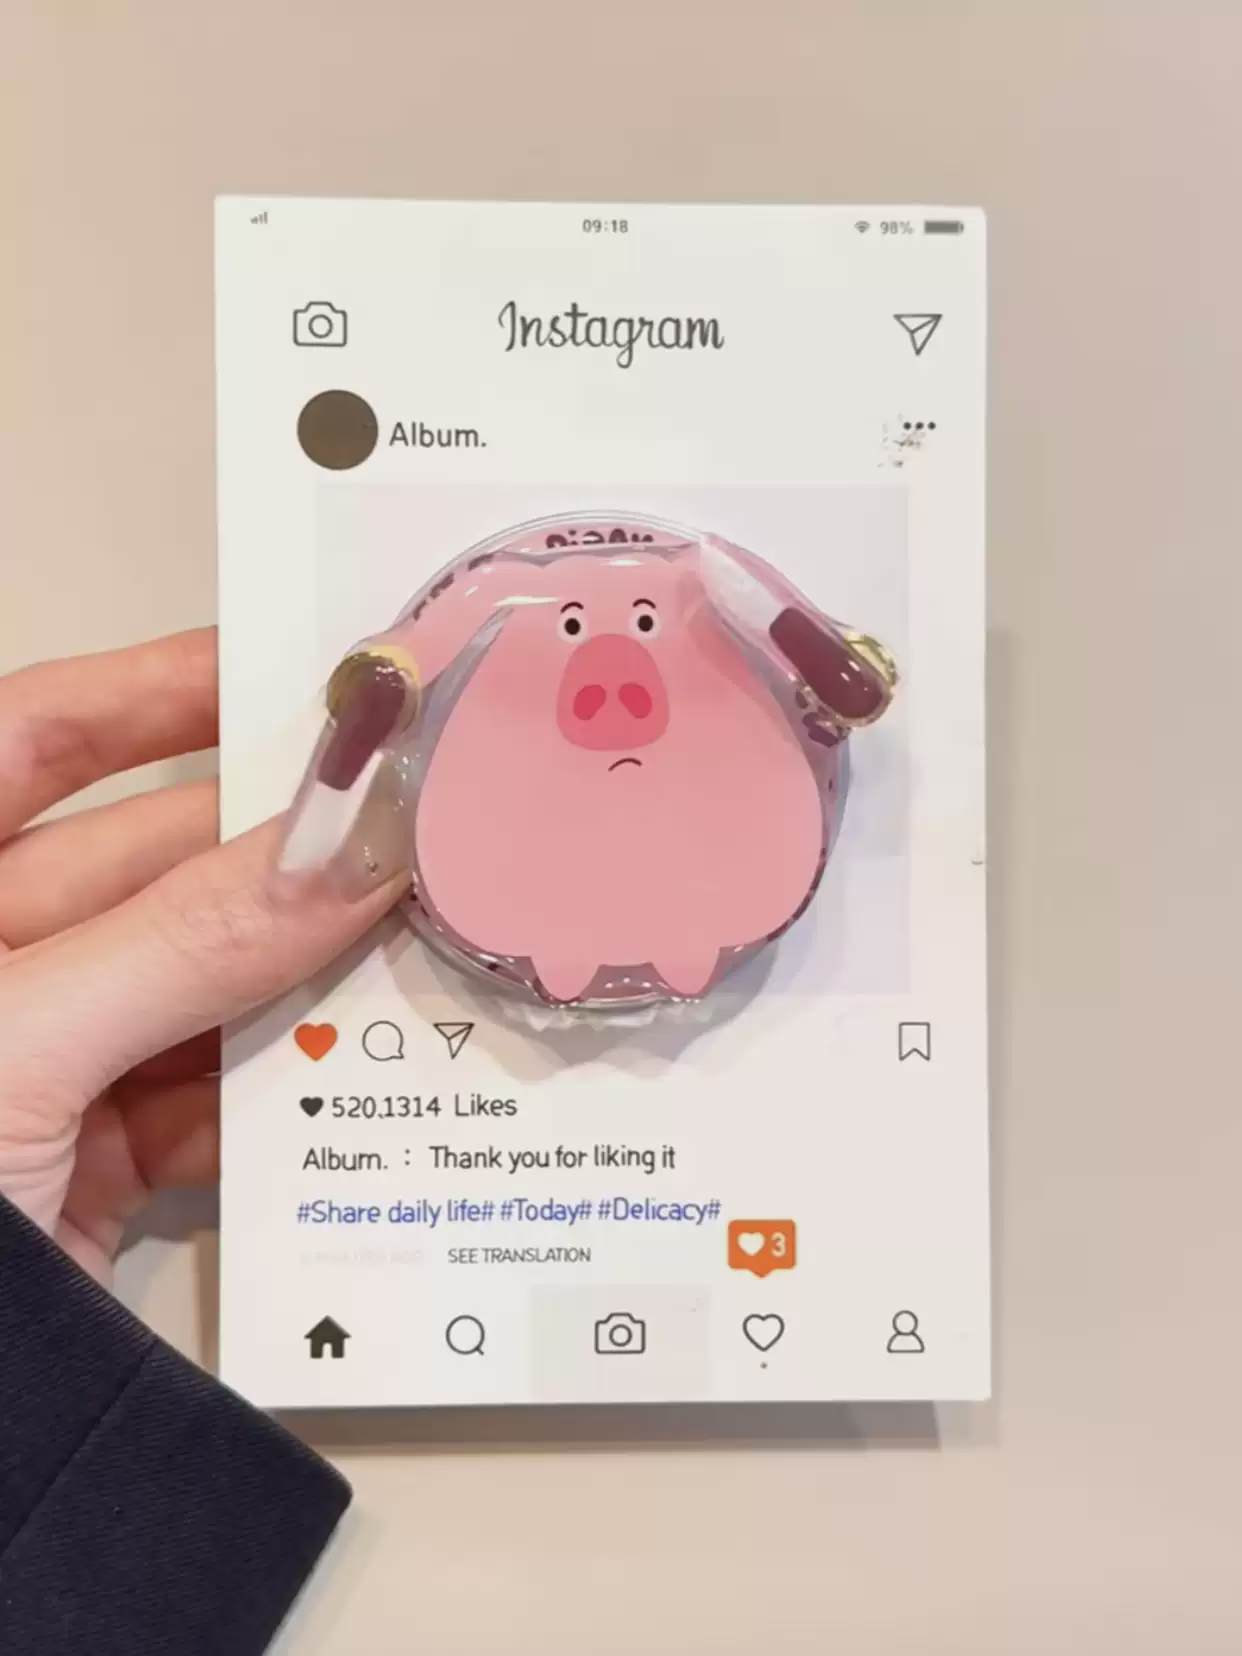 09:18
98%
Instagram
Album.
520,1314 Likes
Album. : Thank you for liking it
#Share daily life# #Today# #Delicacy#
SEE TRANSLATION
3